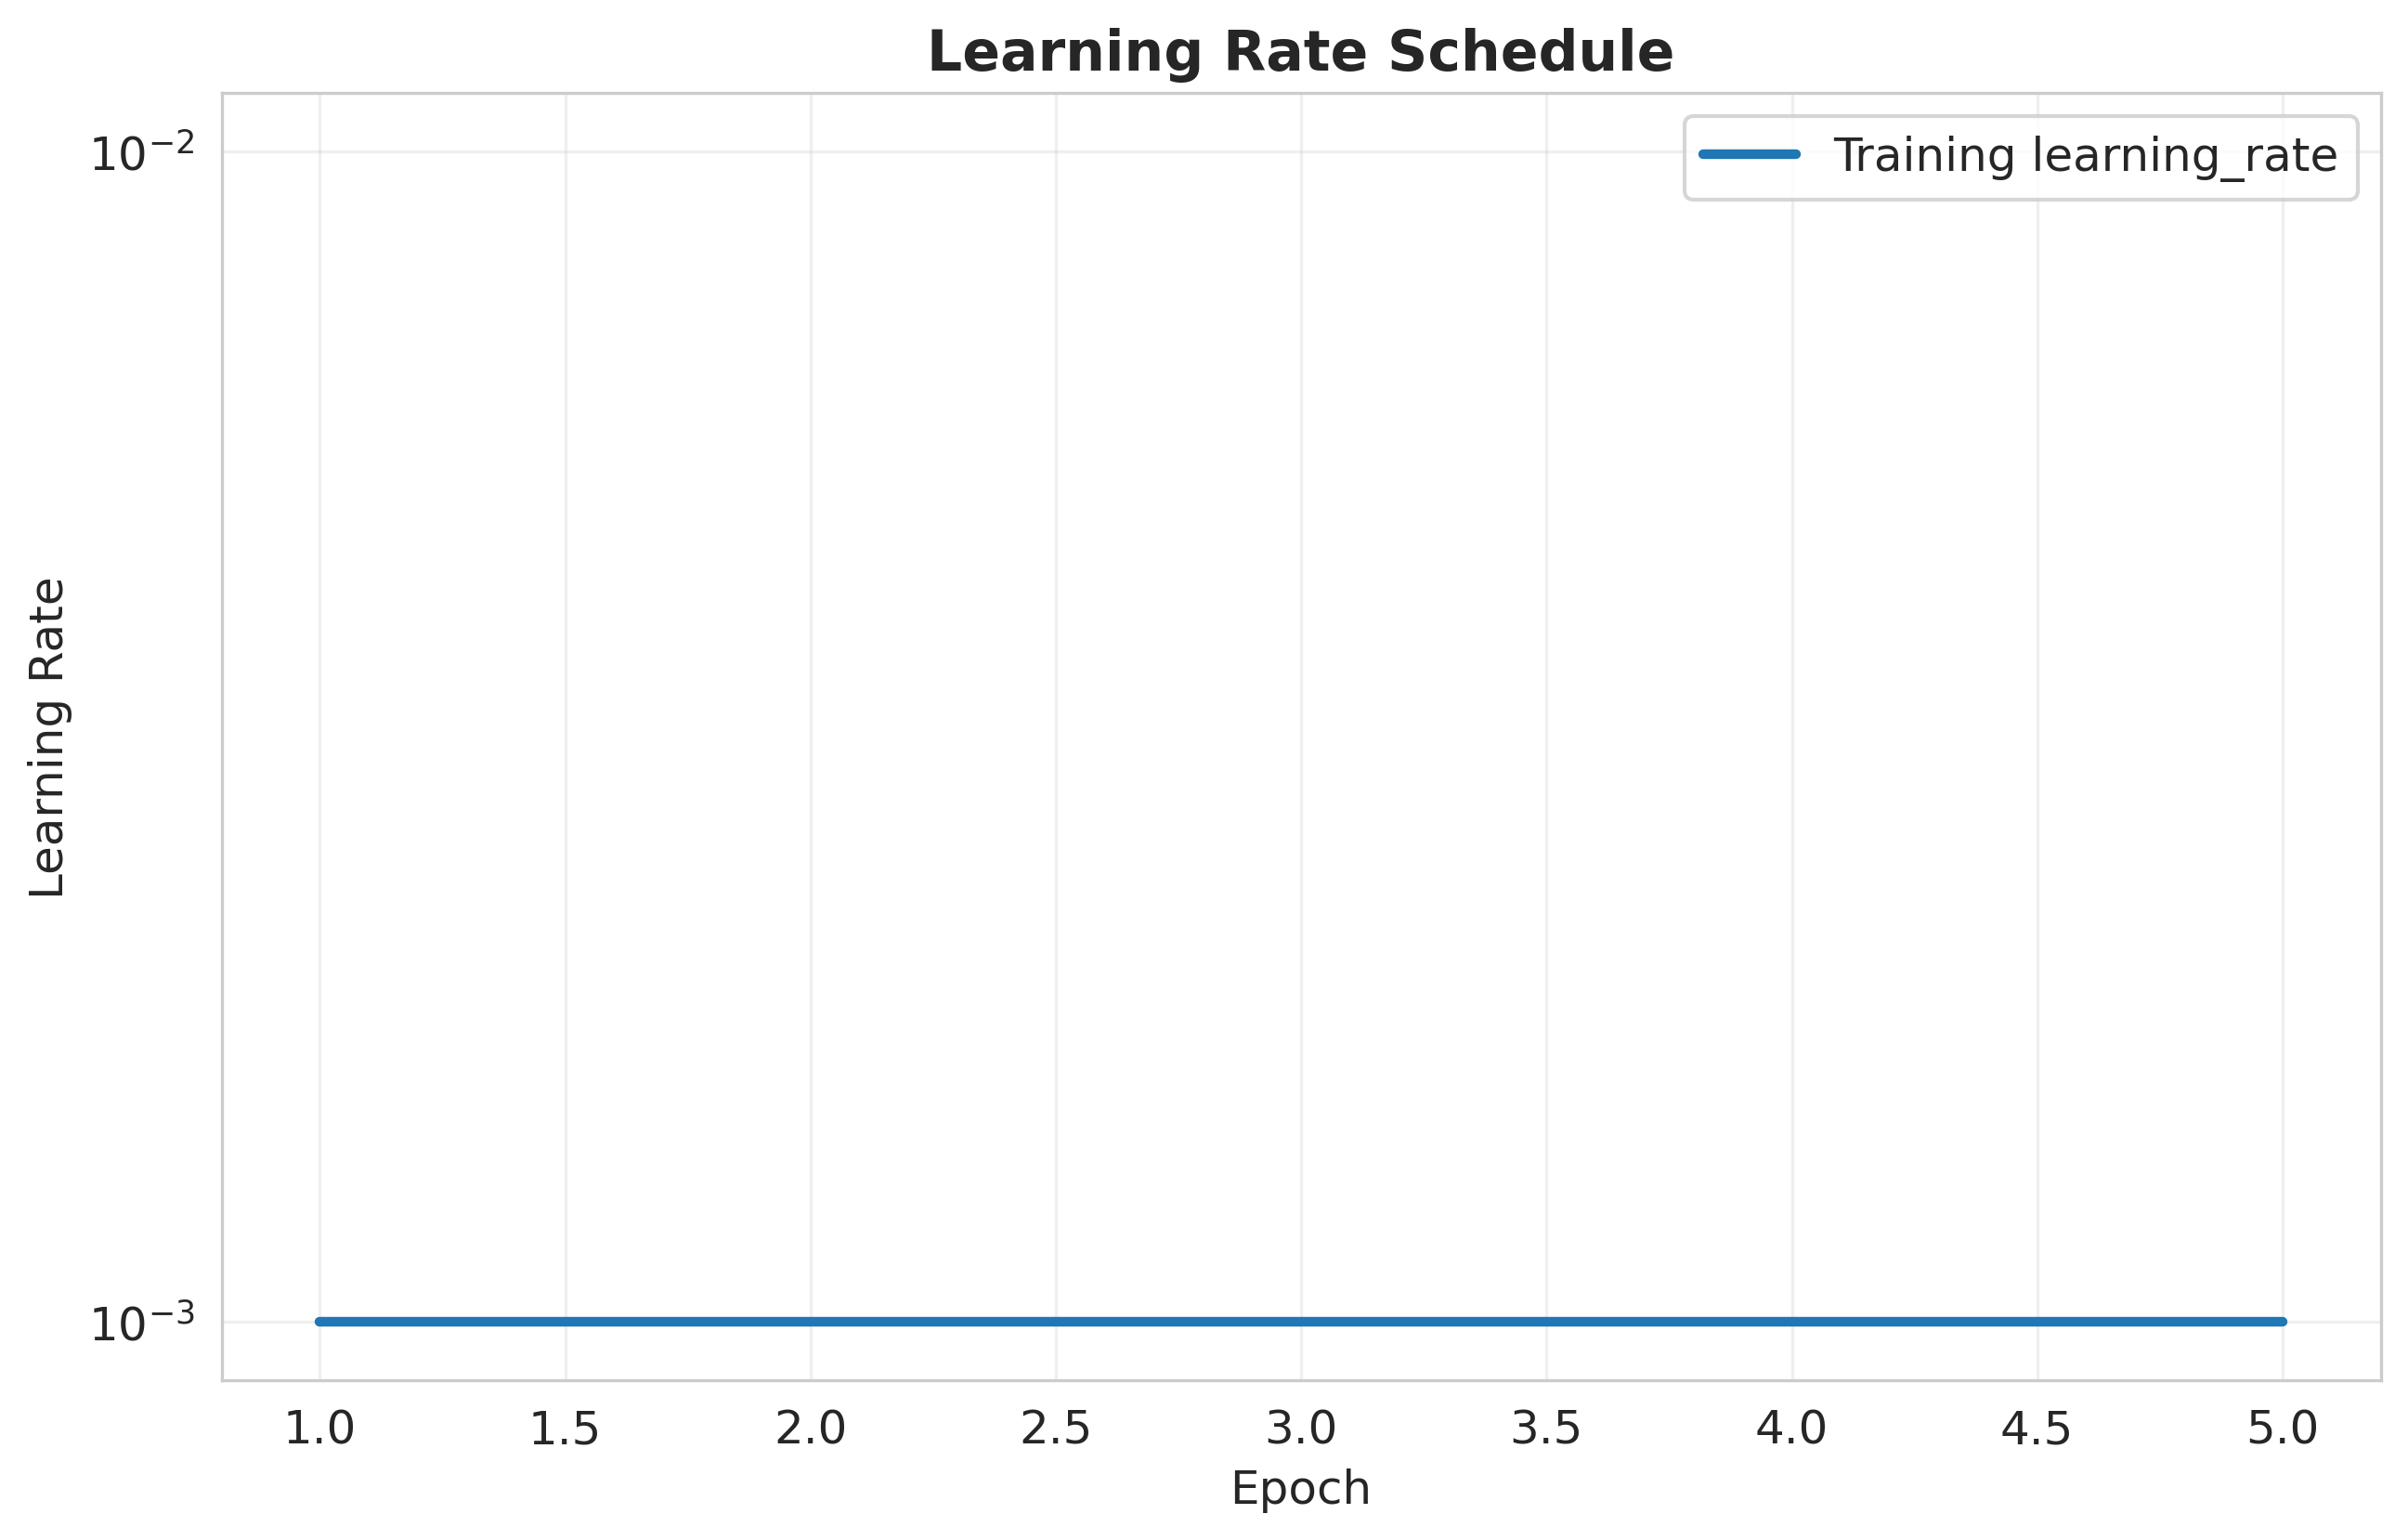 Learning Rate Schedule
10⁻²
Training learning_rate
Learning Rate
10⁻³
1.0 1.5 2.0 2.5 3.0 3.5 4.0 4.5 5.0
Epoch